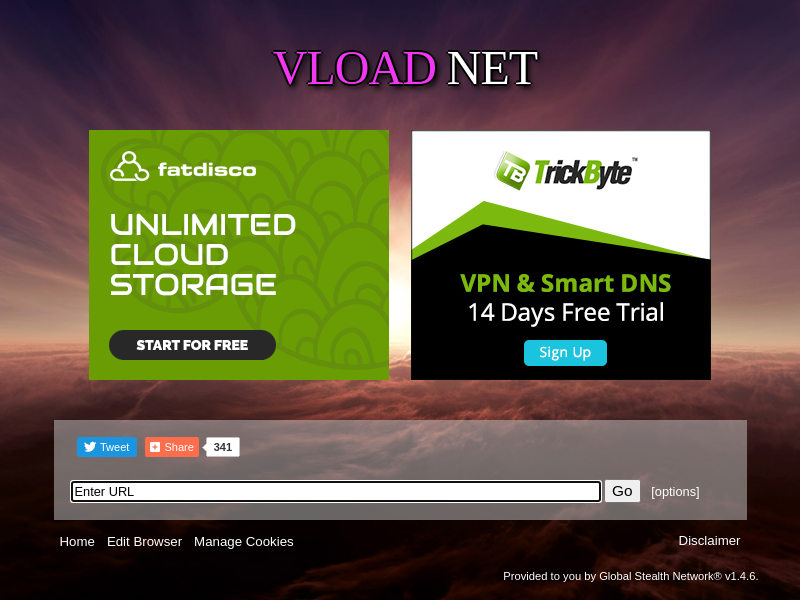 VLOAD NET
fatdisco
UNLIMITED
CLOUD
STORAGE
START FOR FREE
TB TrickByte™
VPN & Smart DNS
14 Days Free Trial
Sign Up
Tweet Share 341
Enter URL Go [options]
Home Edit Browser Manage Cookies Disclaimer
Provided to you by Global Stealth Network® v1.4.6.